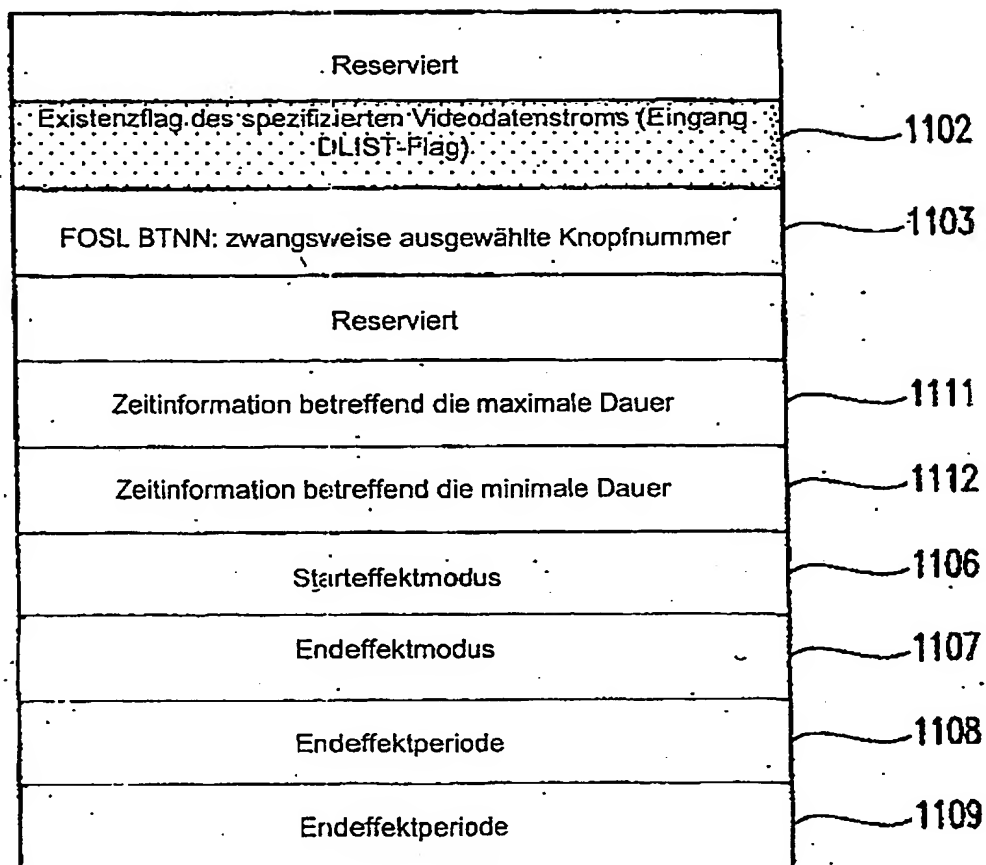 Reserviert
Existenzflag des spezifizierten Videodatenstroms (Eingang
DLIST-Flag)
1102
FOSL BTNN: zwangsweise ausgewählte Knopfnummer
1103
Reserviert
Zeitinformation betreffend die maximale Dauer
1111
Zeitinformation betreffend die minimale Dauer
1112
Starteffektmodus
1106
Endeffektmodus
1107
Endeffektperiode
1108
Endeffektperiode
1109